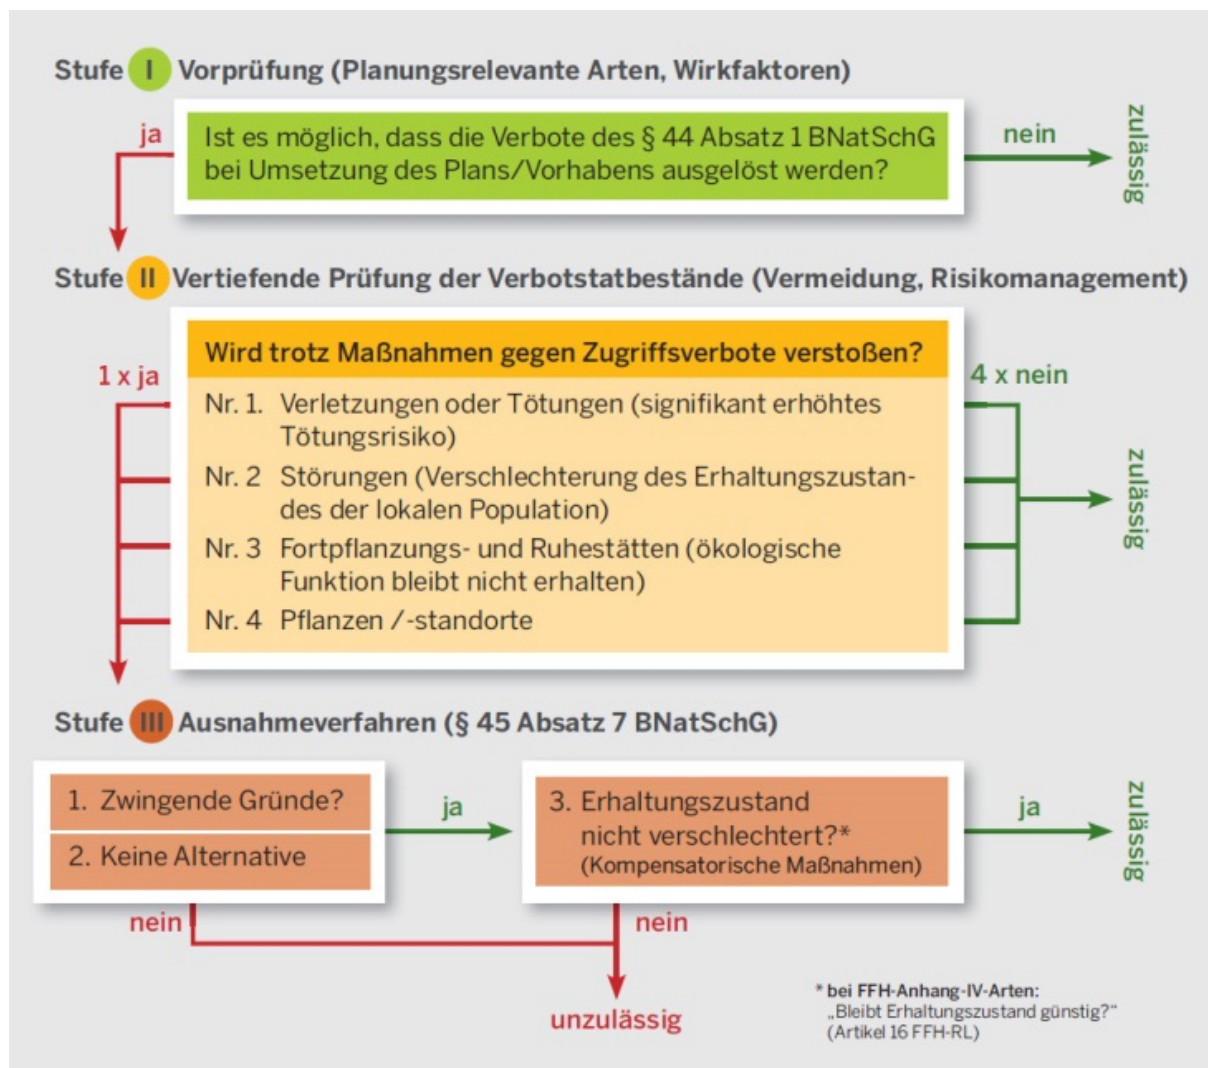 Stufe I Vorprüfung (Planungsrelevante Arten, Wirkfaktoren)
ja
Ist es möglich, dass die Verbote des § 44 Absatz 1 BNatSchG
bei Umsetzung des Plans/Vorhabens ausgelöst werden?
nein
zulässig
Stufe II Vertiefende Prüfung der Verbotstatbestände (Vermeidung, Risikomanagement)
Wird trotz Maßnahmen gegen Zugriffsverbote verstoßen?
1 x ja
4 x nein
Nr. 1. Verletzungen oder Tötungen (signifikant erhöhtes
Tötungsrisiko)
Nr. 2 Störungen (Verschlechterung des Erhaltungszustan-
des der lokalen Population)
Nr. 3 Fortpflanzungs- und Ruhestätten (ökologische
Funktion bleibt nicht erhalten)
Nr. 4 Pflanzen /-standorte
zulässig
Stufe III Ausnahmeverfahren (§ 45 Absatz 7 BNatSchG)
1. Zwingende Gründe?
2. Keine Alternative
ja
3. Erhaltungszustand
nicht verschlechtert?*
(Kompensatorische Maßnahmen)
ja
zulässig
nein
nein
unzulässig
* bei FFH-Anhang-IV-Arten:
„Bleibt Erhaltungszustand günstig?“
(Artikel 16 FFH-RL)